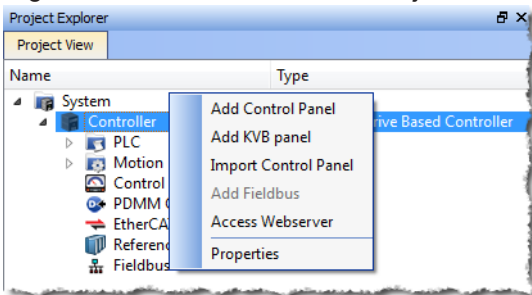 Project Explorer
Project View
Name Type
System
Controller rive Based Controller
Add Control Panel
Add KVB panel
Import Control Panel
Add Fieldbus
Access Webserver
Properties
PLC
Motion
Control
PDMM
EtherCA
Referenc
Fieldbus